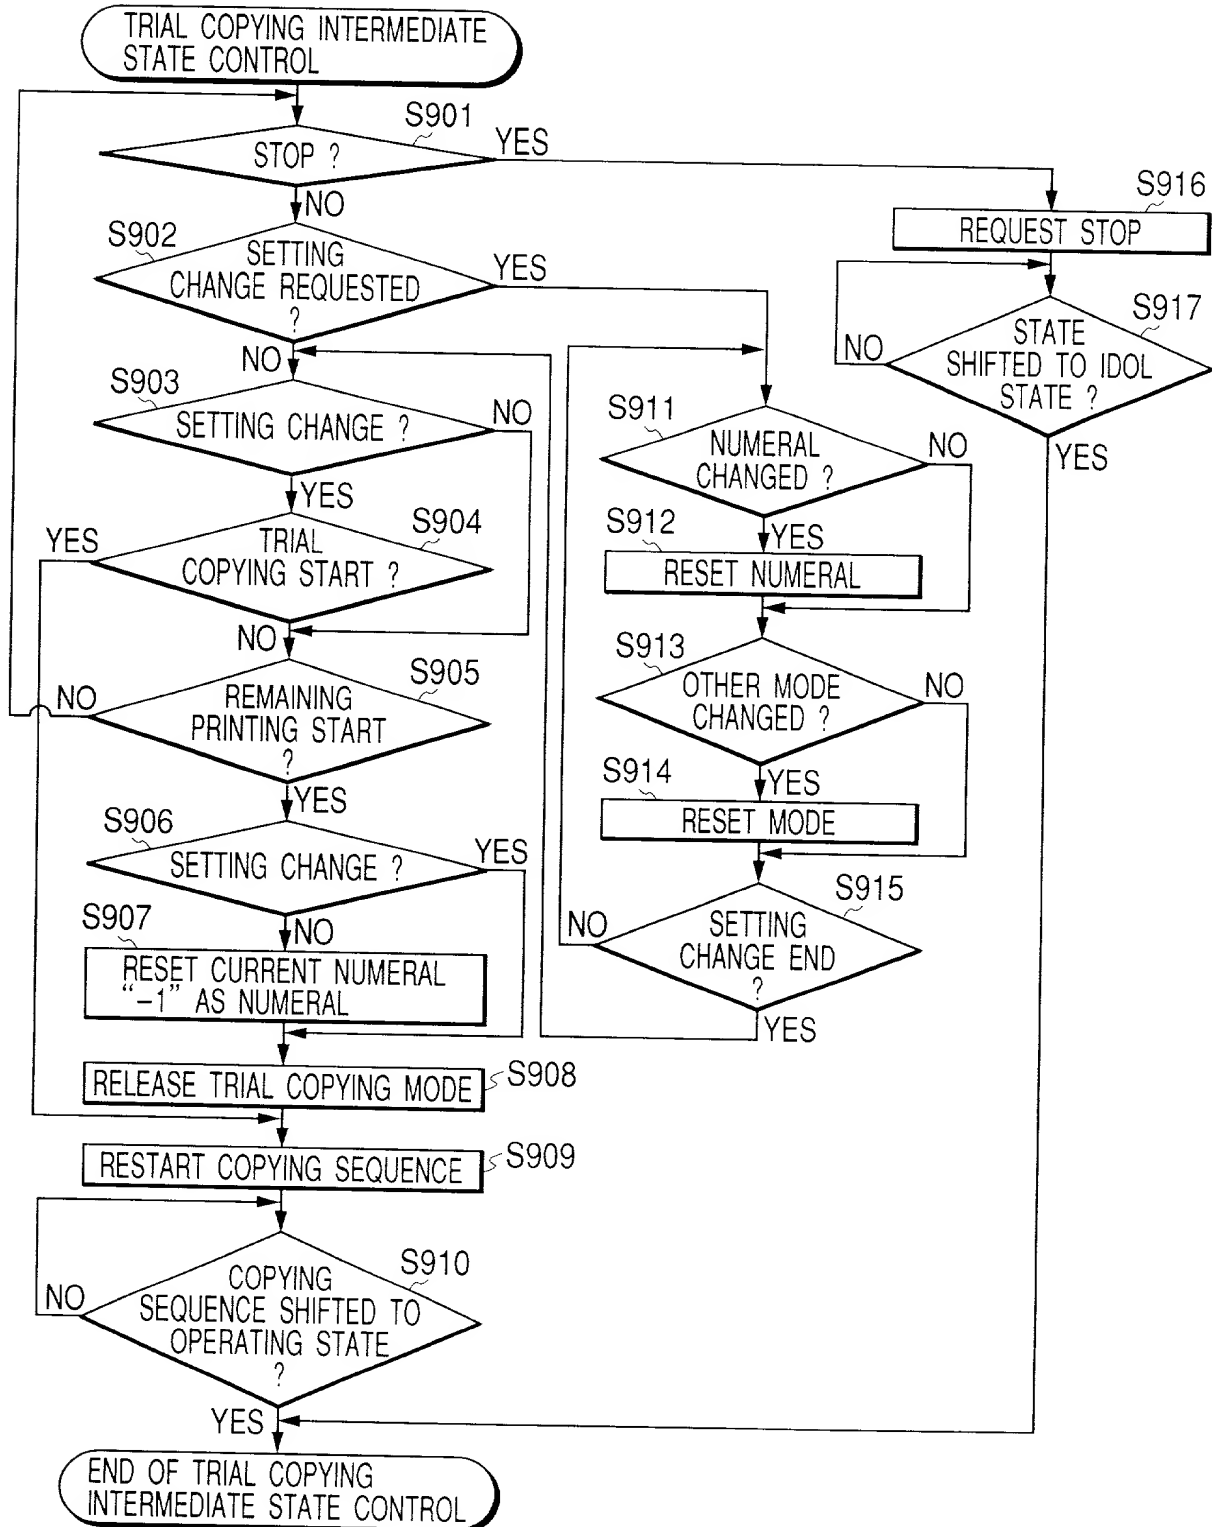 TRIAL COPYING INTERMEDIATE
STATE CONTROL
S901
STOP ?
YES
NO
S902
SETTING
CHANGE REQUESTED
?
YES
NO
S903
SETTING CHANGE ?
NO
YES
S904
TRIAL
COPYING START ?
YES
NO
S905
REMAINING
PRINTING START
?
NO
YES
S906
SETTING CHANGE ?
YES
NO
S907
RESET CURRENT NUMERAL
“−1” AS NUMERAL
RELEASE TRIAL COPYING MODE
S908
RESTART COPYING SEQUENCE
S909
S910
COPYING
SEQUENCE SHIFTED TO
OPERATING STATE
?
NO
YES
END OF TRIAL COPYING
INTERMEDIATE STATE CONTROL
S911
NUMERAL
CHANGED ?
NO
YES
S912
RESET NUMERAL
S913
OTHER MODE
CHANGED ?
NO
YES
S914
RESET MODE
S915
SETTING
CHANGE END
?
NO
YES
S916
REQUEST STOP
S917
STATE
SHIFTED TO IDOL
STATE ?
NO
YES